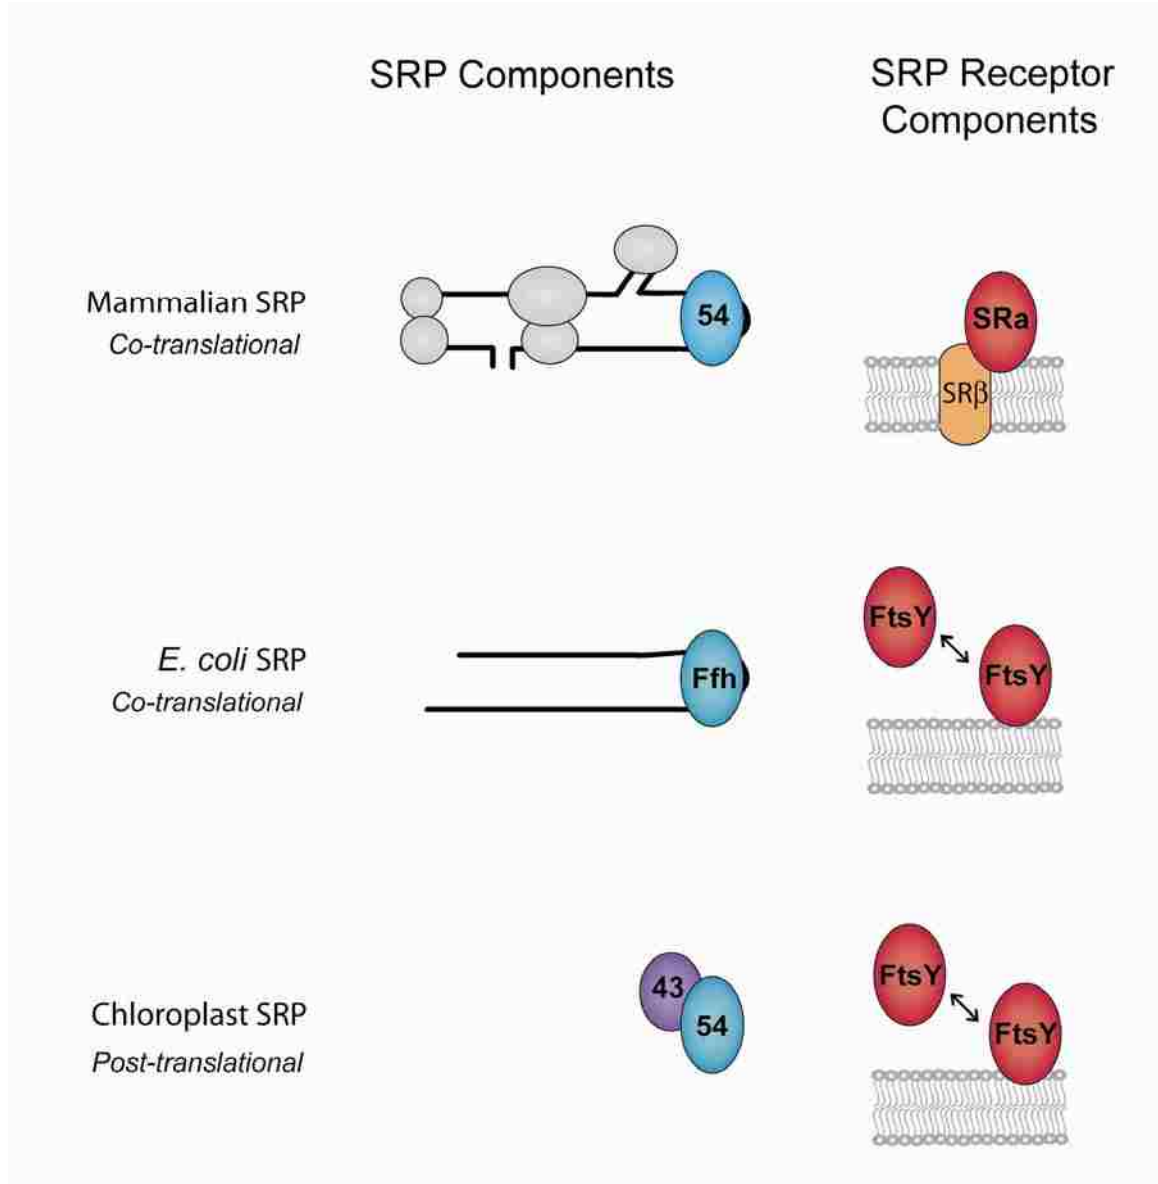 SRP Components
SRP Receptor
Components
Mammalian SRP
Co-translational
54
SRa
SRβ
E. coli SRP
Co-translational
Ffh
FtsY
FtsY
Chloroplast SRP
Post-translational
43
54
FtsY
FtsY